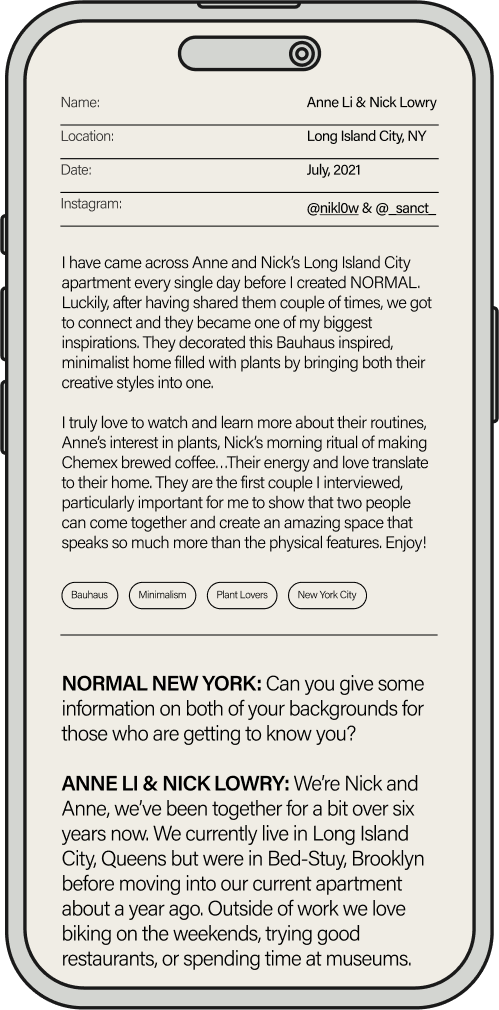 Name: Anne Li & Nick Lowry
Location: Long Island City, NY
Date: July, 2021
Instagram: @nikl0w & @_sanct_
I have came across Anne and Nick's Long Island City
apartment every single day before I created NORMAL.
Luckily, after having shared them couple of times, we got
to connect and they became one of my biggest
inspirations. They decorated this Bauhaus inspired,
minimalist home filled with plants by bringing both their
creative styles into one.
I truly love to watch and learn more about their routines,
Anne's interest in plants, Nick's morning ritual of making
Chemex brewed coffee...Their energy and love translate
to their home. They are the first couple I interviewed,
particularly important for me to show that two people
can come together and create an amazing space that
speaks so much more than the physical features. Enjoy!
Bauhaus Minimalism Plant Lovers New York City
NORMAL NEW YORK: Can you give some
information on both of your backgrounds for
those who are getting to know you?
ANNE LI & NICK LOWRY: We're Nick and
Anne, we've been together for a bit over six
years now. We currently live in Long Island
City, Queens but were in Bed-Stuy, Brooklyn
before moving into our current apartment
about a year ago. Outside of work we love
biking on the weekends, trying good
restaurants, or spending time at museums.